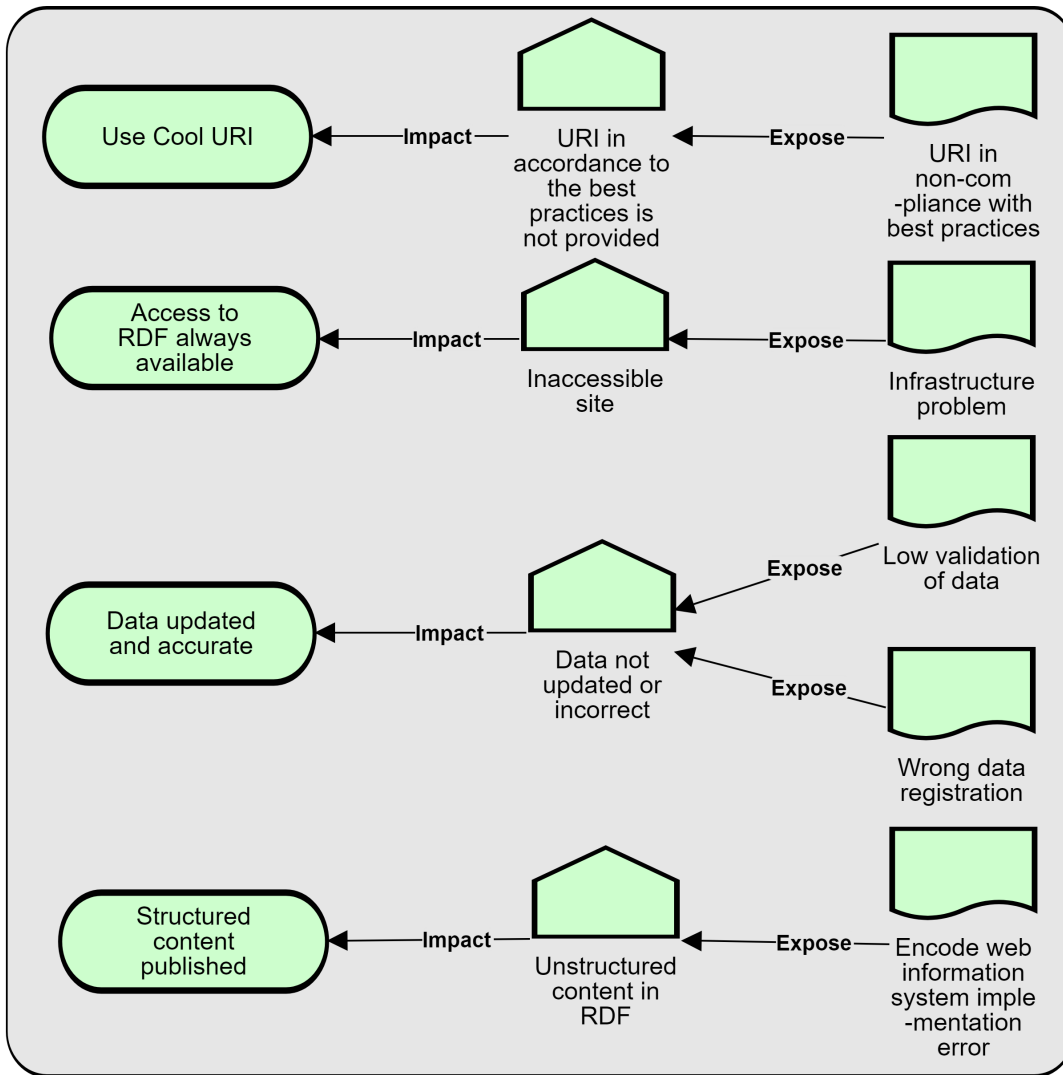 Use Cool URI
Impact
URI in
accordance to
the best
practices is
not provided
Expose
URI in
non-com
-pliance with
best practices
Access to
RDF always
available
Impact
Inaccessible
site
Expose
Infrastructure
problem
Data updated
and accurate
Impact
Data not
updated or
incorrect
Expose
Low validation
of data
Expose
Wrong data
registration
Structured
content
published
Impact
Unstructured
content in
RDF
Expose
Encode web
information
system imple
-mentation
error